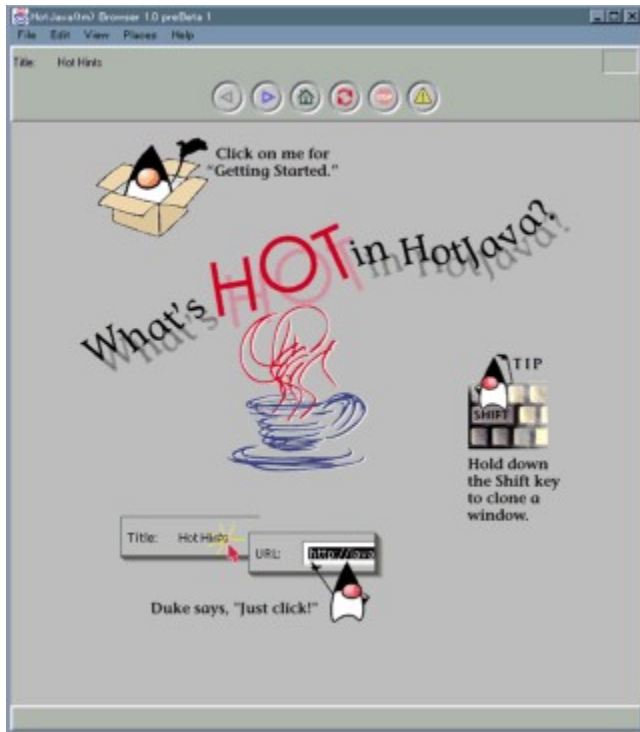 HotJava(tm) Browser 1.0 preBeta 1
File Edit View Places Help
Title: Hot Hints
Click on me for
"Getting Started."
What's HOT in HotJava?
TIP
SHIFT
Hold down
the Shift key
to clone a
window.
Title: Hot Hints
URL: http://java
Duke says, "Just click!"